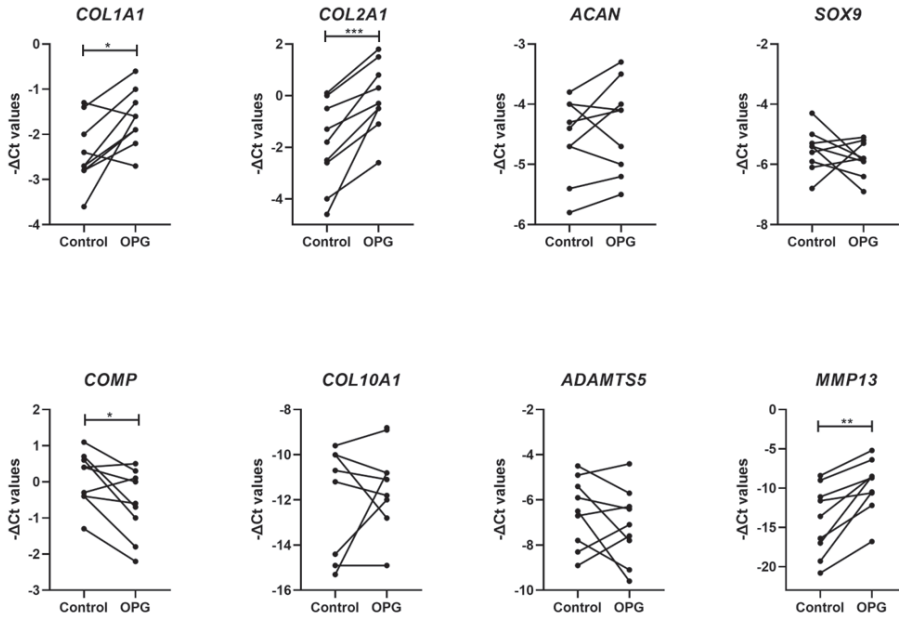 COL1A1
COL2A1
ACAN
SOX9
-ΔCt values
0
-1
-2
-3
-4
*
Control OPG
-ΔCt values
2
0
-2
-4
***
Control OPG
-ΔCt values
-3
-4
-5
-6
Control OPG
-ΔCt values
-2
-4
-6
-8
Control OPG
COMP
COL10A1
ADAMTS5
MMP13
-ΔCt values
2
1
0
-1
-2
-3
*
Control OPG
-ΔCt values
-8
-10
-12
-14
-16
Control OPG
-ΔCt values
-2
-4
-6
-8
-10
Control OPG
-ΔCt values
0
-5
-10
-15
-20
**
Control OPG